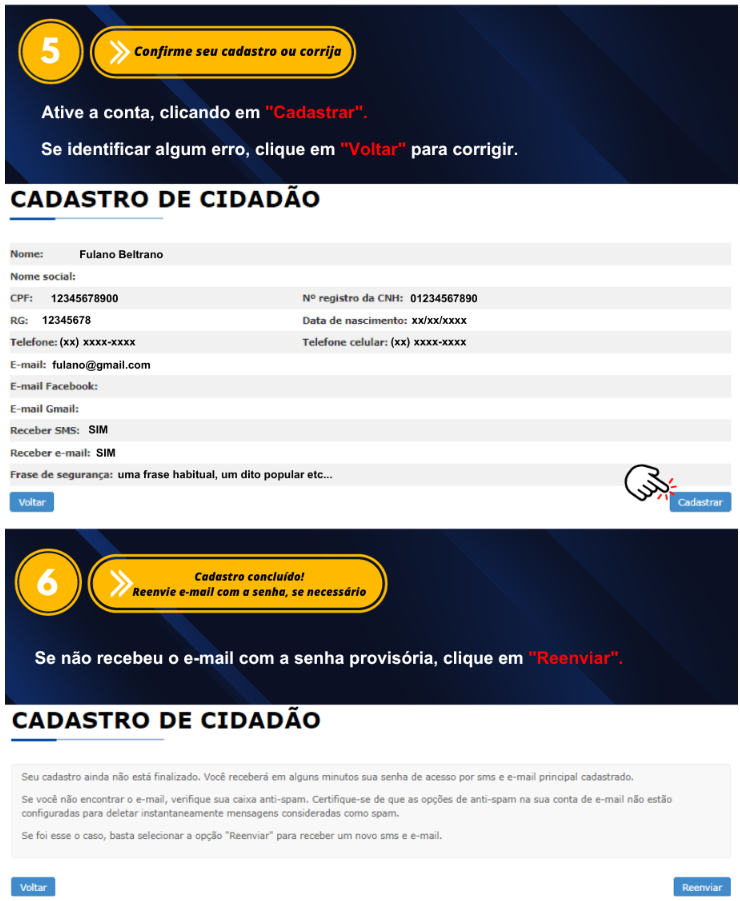 5
Confirme seu cadastro ou corrija
Ative a conta, clicando em "Cadastrar".
Se identificar algum erro, clique em "Voltar" para corrigir.
CADASTRO DE CIDADÃO
Nome: Fulano Beltrano
Nome social:
CPF: 12345678900 Nº registro da CNH: 01234567890
RG: 12345678 Data de nascimento: xx/xx/xxxx
Telefone: (xx) xxxx-xxxx Telefone celular: (xx) xxxx-xxxx
E-mail: fulano@gmail.com
E-mail Facebook:
E-mail Gmail:
Receber SMS: SIM
Receber e-mail: SIM
Frase de segurança: uma frase habitual, um dito popular etc...
Voltar Cadastrar
6
Cadastro concluído!
Reenvie e-mail com a senha, se necessário
Se não recebeu o e-mail com a senha provisória, clique em "Reenviar".
CADASTRO DE CIDADÃO
Seu cadastro ainda não está finalizado. Você receberá em alguns minutos sua senha de acesso por sms e e-mail principal cadastrado.
Se você não encontrar o e-mail, verifique sua caixa anti-spam. Certifique-se de que as opções de anti-spam na sua conta de e-mail não estão
configuradas para deletar instantaneamente mensagens consideradas como spam.
Se foi esse o caso, basta selecionar a opção "Reenviar" para receber um novo sms e e-mail.
Voltar Reenviar